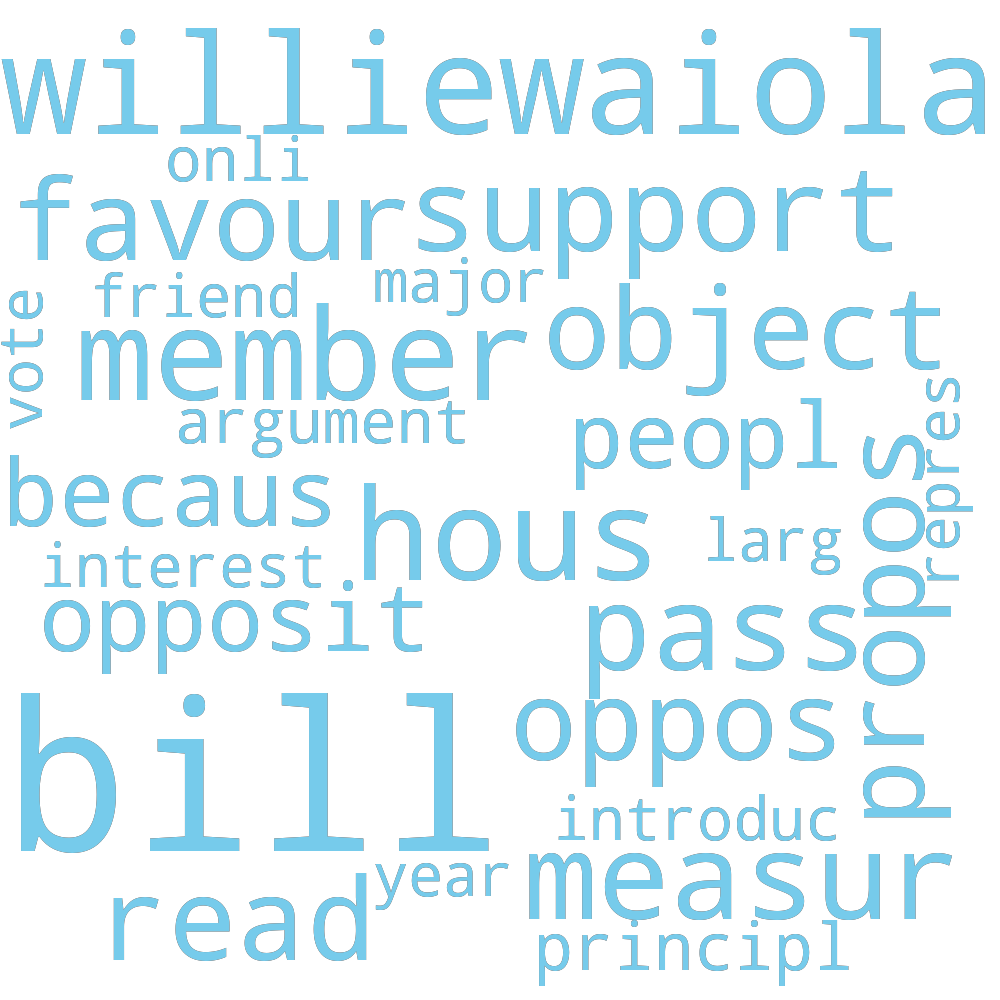 williewaiola
onli
favour
support
friend
major
vote
member
object
argument
peopl
repres
becaus
hous
larg
propos
interest
opposit
pass
bill
oppos
introduc
year
measur
read
principl